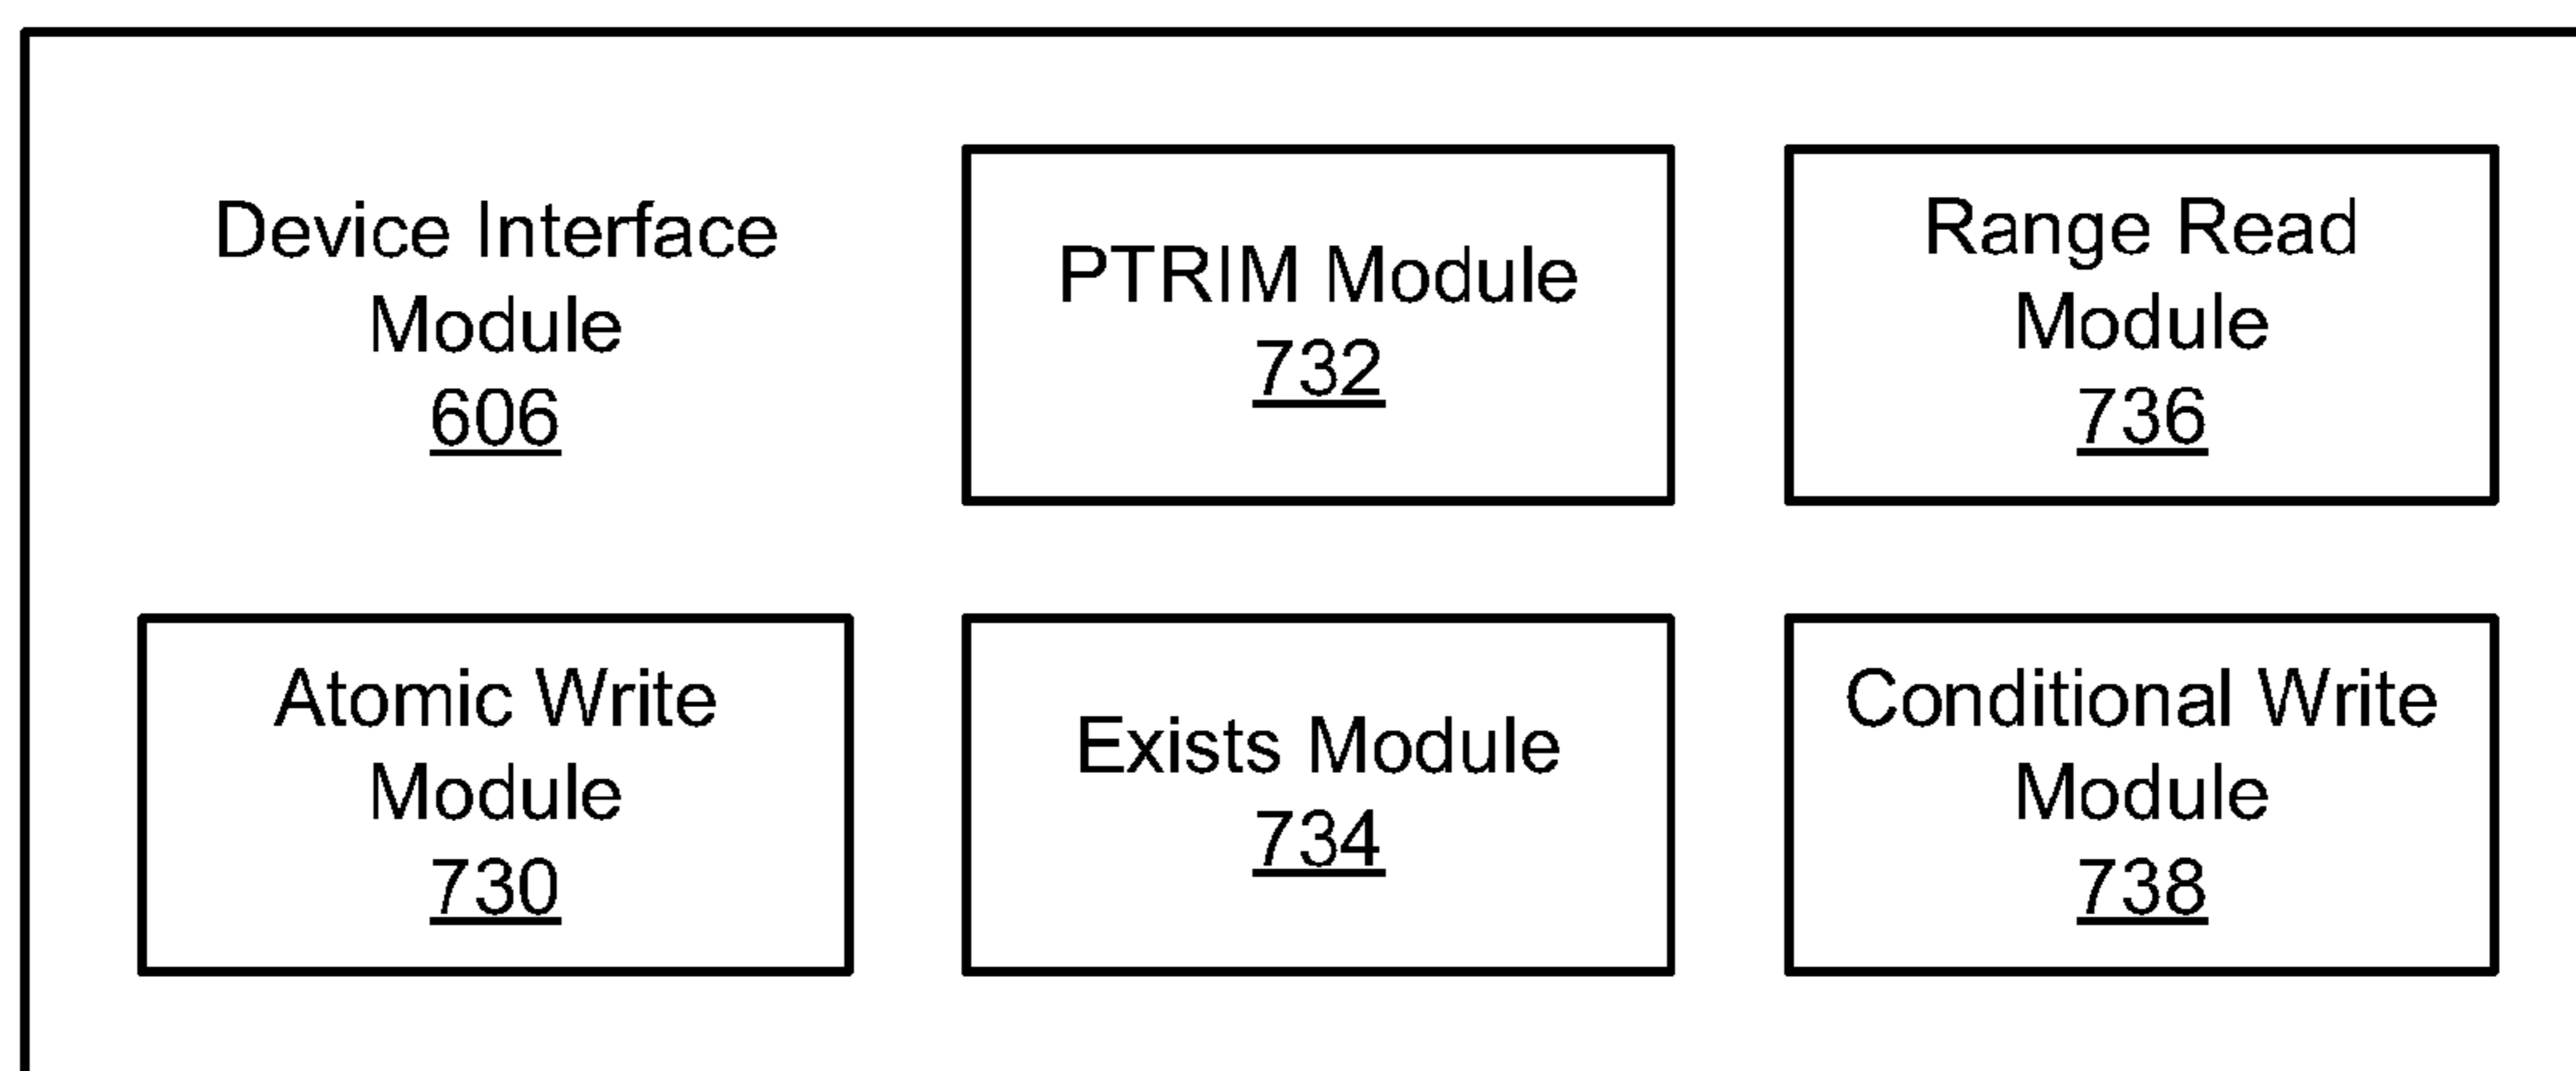 Device Interface
Module
606
PTRIM Module
732
Range Read
Module
736
Atomic Write
Module
730
Exists Module
734
Conditional Write
Module
738